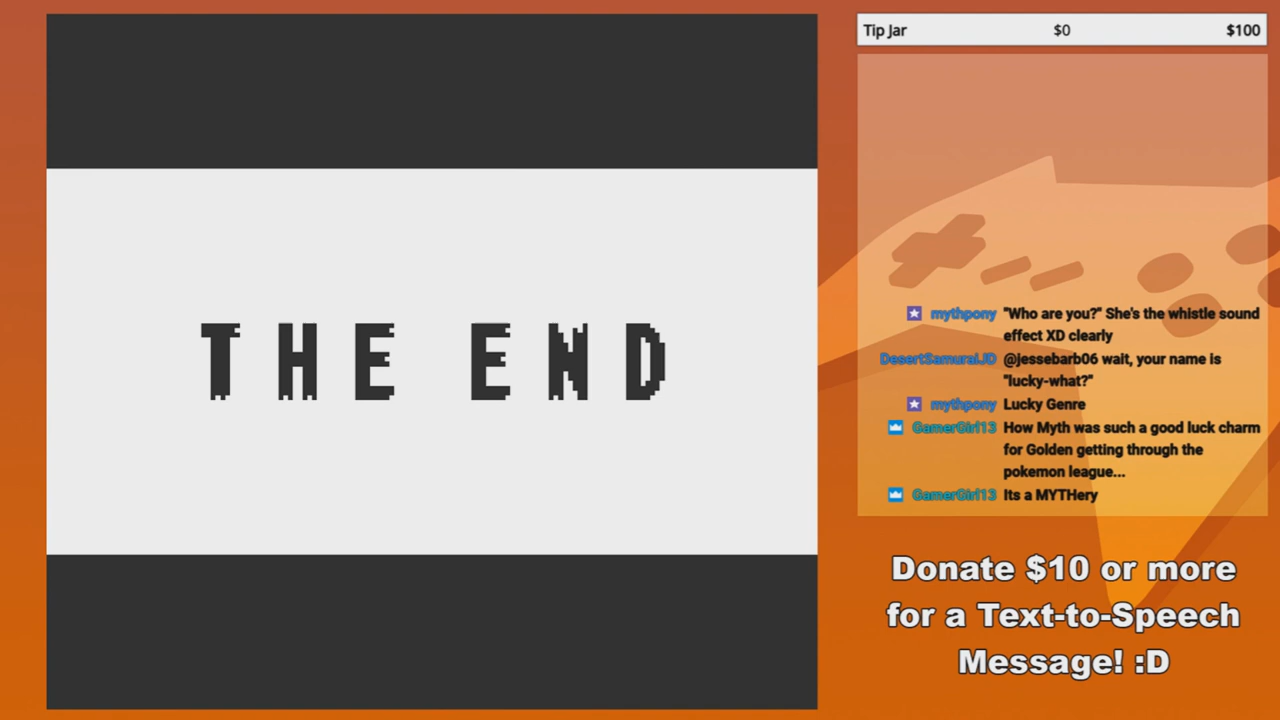 THE END
Tip Jar $0 $100
mythpony "Who are you?" She's the whistle sound
effect XD clearly
DesertSamuraiJD @jessebarb06 wait, your name is
"lucky-what?"
mythpony Lucky Genre
GamerGirl13 How Myth was such a good luck charm
for Golden getting through the
pokemon league...
GamerGirl13 Its a MYTHery
Donate $10 or more
for a Text-to-Speech
Message! :D